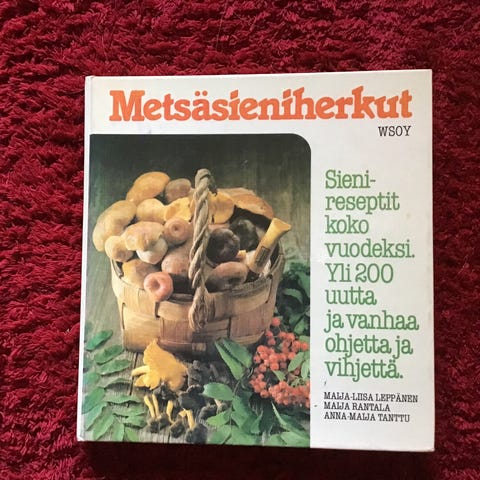 Metsäsieniherkut
WSOY
Sieni-
reseptit
koko
vuodeksi.
Yli 200
uutta
ja vanhaa
ohjetta ja
vihjettä.
MAIJA-LIISA LEPPÄNEN
MAIJA RANTALA
ANNA-MAIJA TANTTU